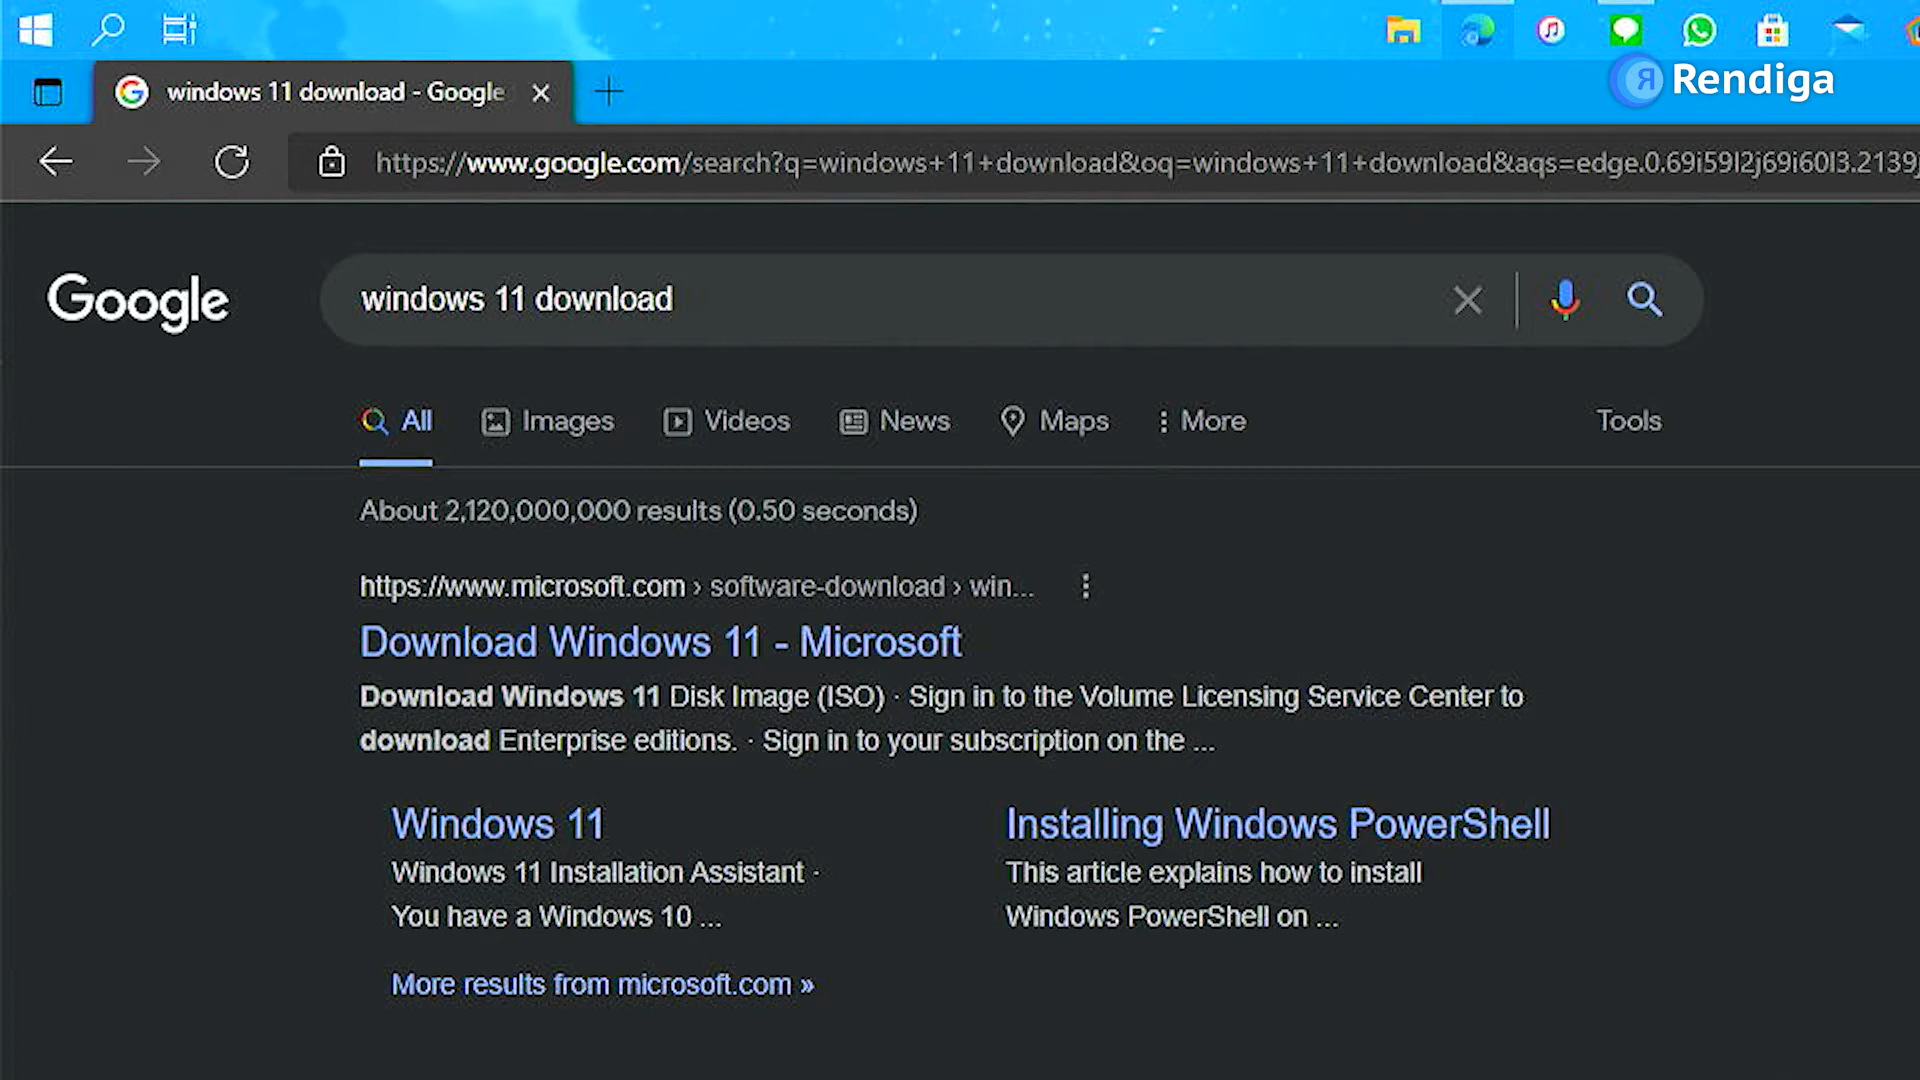 windows 11 download - Google
Rendiga
https://www.google.com/search?q=windows+11+download&oq=windows+11+download&aqs=edge.0.69i59l2j69i60l3.2139j
Google
windows 11 download
All Images Videos News Maps More Tools
About 2,120,000,000 results (0.50 seconds)
https://www.microsoft.com › software-download › win...
Download Windows 11 - Microsoft
Download Windows 11 Disk Image (ISO) · Sign in to the Volume Licensing Service Center to
download Enterprise editions. · Sign in to your subscription on the ...
Windows 11
Windows 11 Installation Assistant ·
You have a Windows 10 ...
Installing Windows PowerShell
This article explains how to install
Windows PowerShell on ...
More results from microsoft.com »